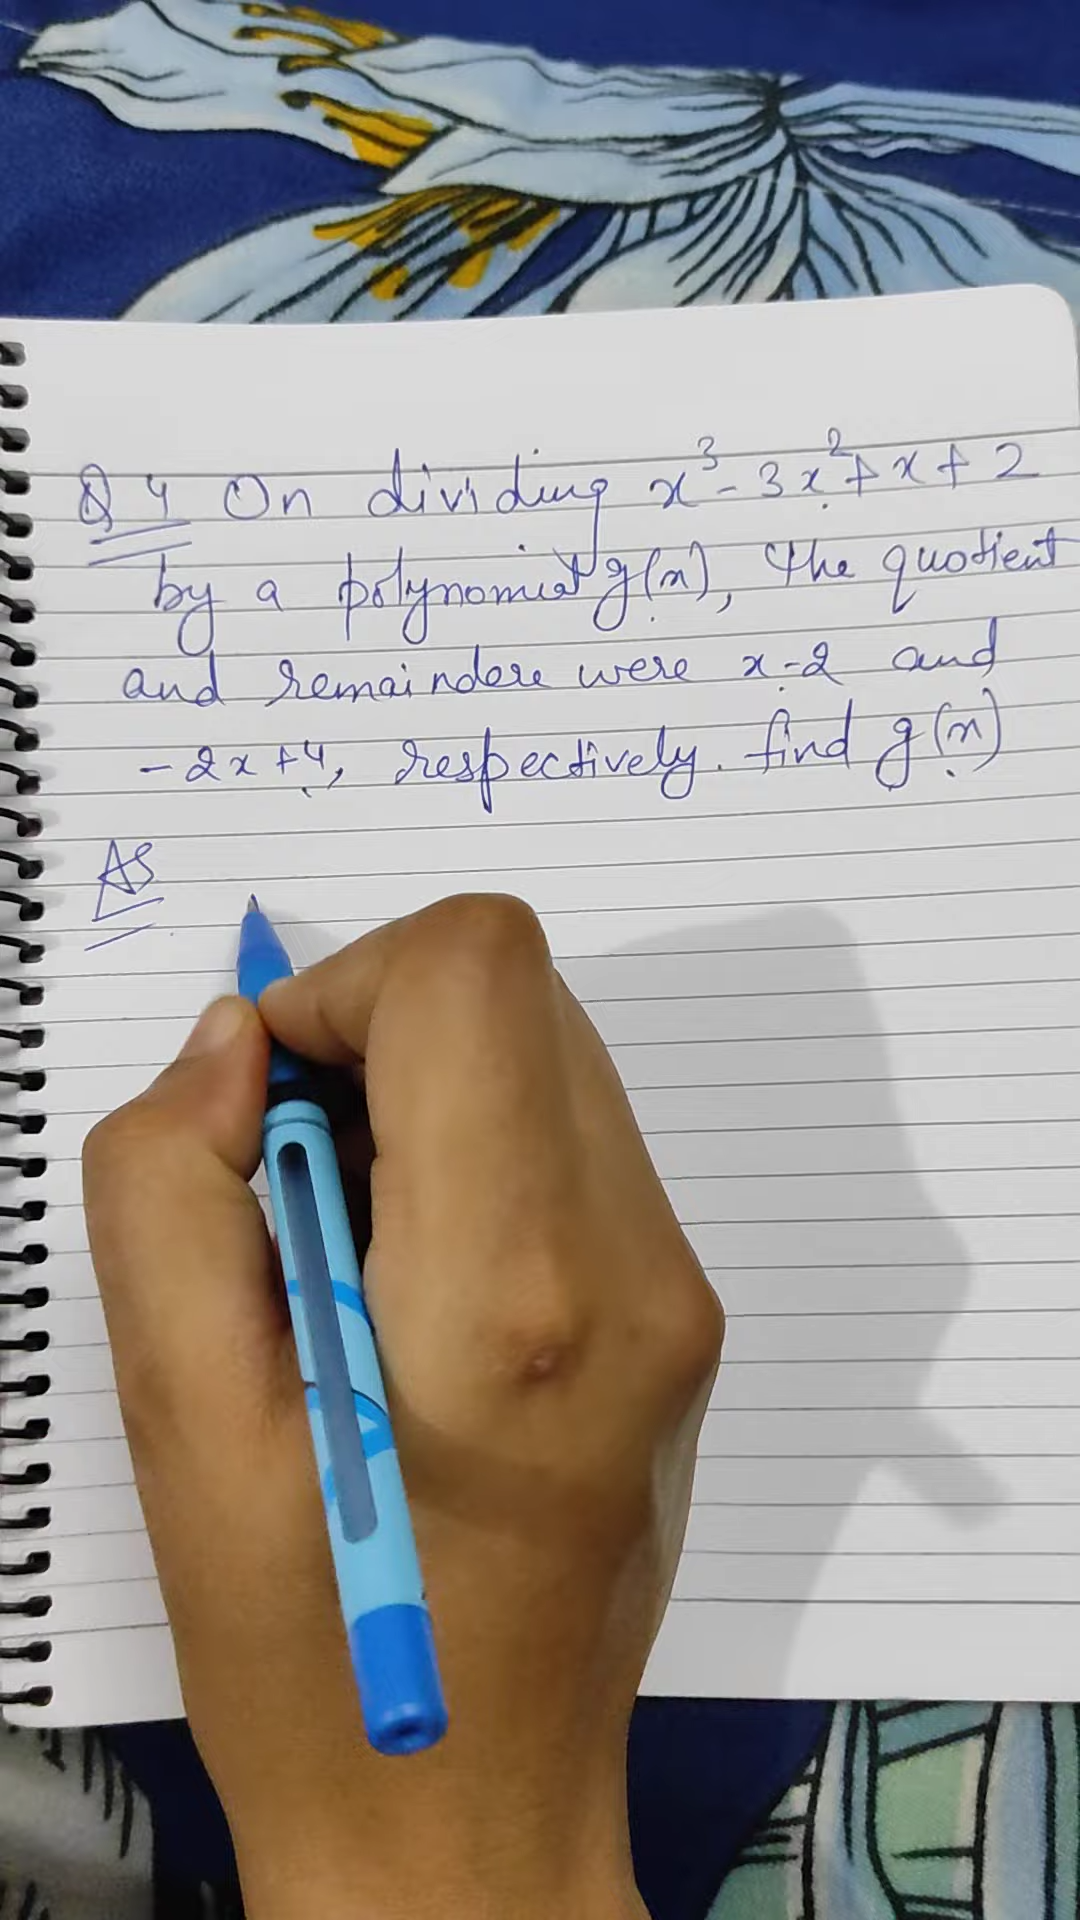 Q 4 On dividing x³ - 3x² + x + 2
by a polynomial g(x), the quotient
and remaindere were x-2 and
-2x+4, respectively. find g(x)
AS